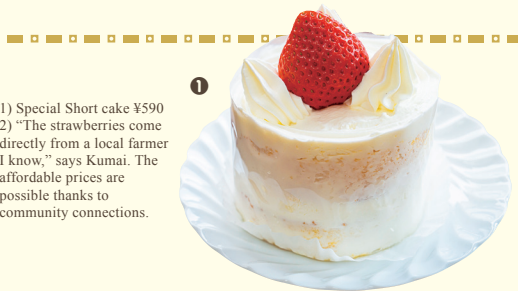 ❶
1) Special Short cake ¥590
2) “The strawberries come
directly from a local farmer
I know,” says Kumai. The
affordable prices are
possible thanks to
community connections.